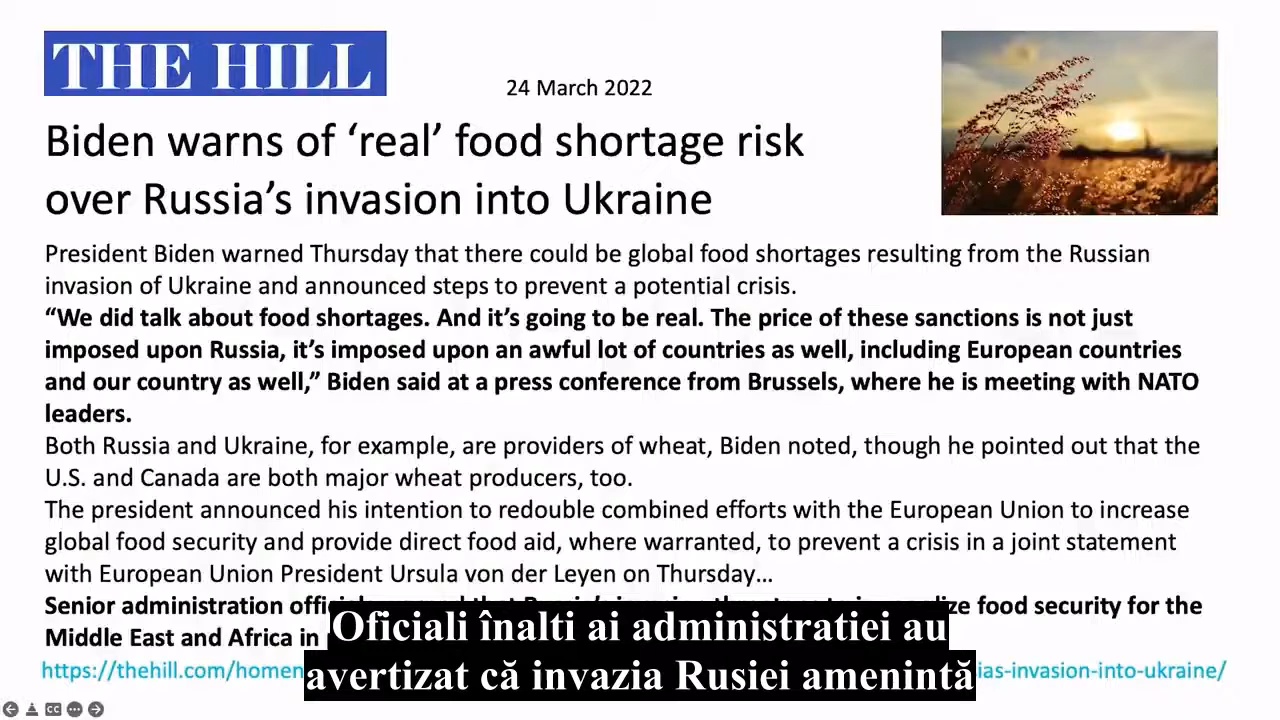 THE HILL
24 March 2022
Biden warns of ‘real’ food shortage risk
over Russia’s invasion into Ukraine
President Biden warned Thursday that there could be global food shortages resulting from the Russian
invasion of Ukraine and announced steps to prevent a potential crisis.
“We did talk about food shortages. And it’s going to be real. The price of these sanctions is not just
imposed upon Russia, it’s imposed upon an awful lot of countries as well, including European countries
and our country as well,” Biden said at a press conference from Brussels, where he is meeting with NATO
leaders.
Both Russia and Ukraine, for example, are providers of wheat, Biden noted, though he pointed out that the
U.S. and Canada are both major wheat producers, too.
The president announced his intention to redouble combined efforts with the European Union to increase
global food security and provide direct food aid, where warranted, to prevent a crisis in a joint statement
with European Union President Ursula von der Leyen on Thursday…
Senior administration food security for the
Middle East and Africa in
https://thehill.com/homen ias-invasion-into-ukraine/
Oficiali înalti ai administratiei au
avertizat că invazia Rusiei amenintă
CC